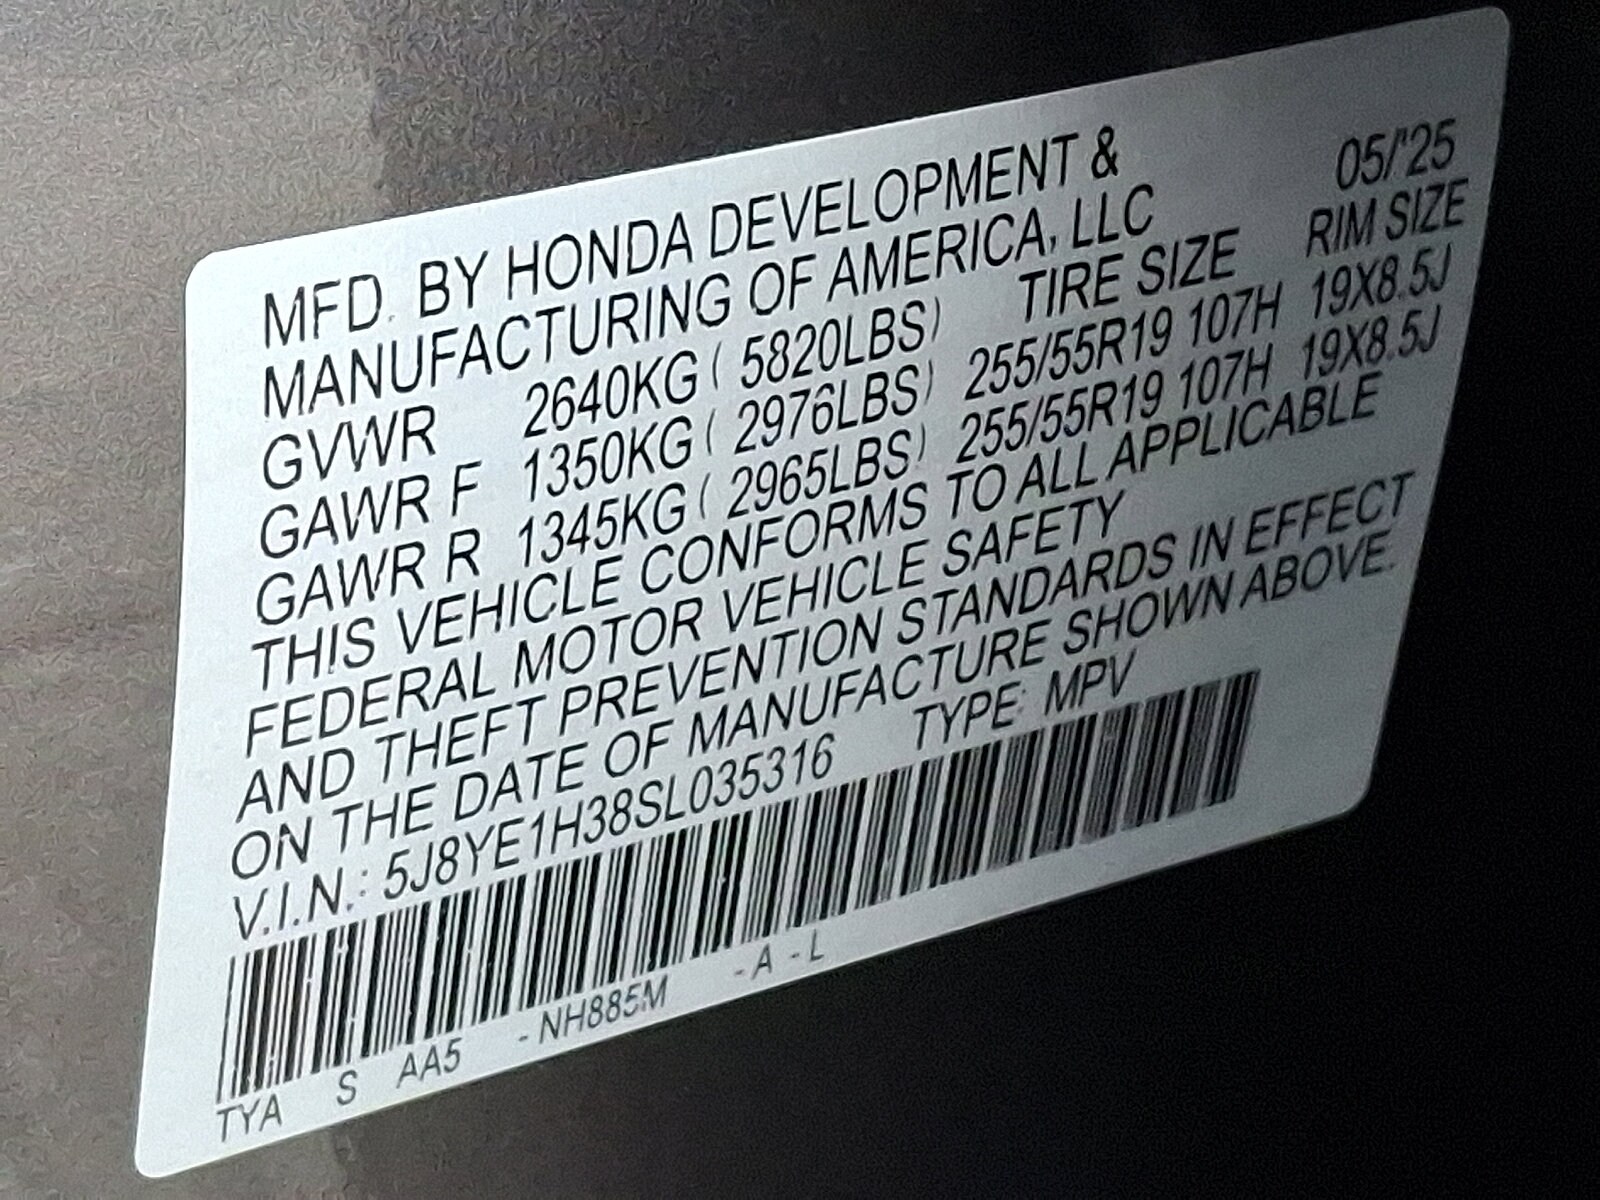 MFD. BY HONDA DEVELOPMENT & 05/'25
MANUFACTURING OF AMERICA, LLC
TIRE SIZE RIM SIZE
GVWR 2640KG ( 5820LBS)
GAWR F 1350KG ( 2976LBS) 255/55R19 107H 19X8.5J
GAWR R 1345KG ( 2965LBS) 255/55R19 107H 19X8.5J
THIS VEHICLE CONFORMS TO ALL APPLICABLE
FEDERAL MOTOR VEHICLE SAFETY
AND THEFT PREVENTION STANDARDS IN EFFECT
ON THE DATE OF MANUFACTURE SHOWN ABOVE.
V.I.N.: 5J8YE1H38SL035316 TYPE: MPV
TYA S AA5 -NH885M -A -L